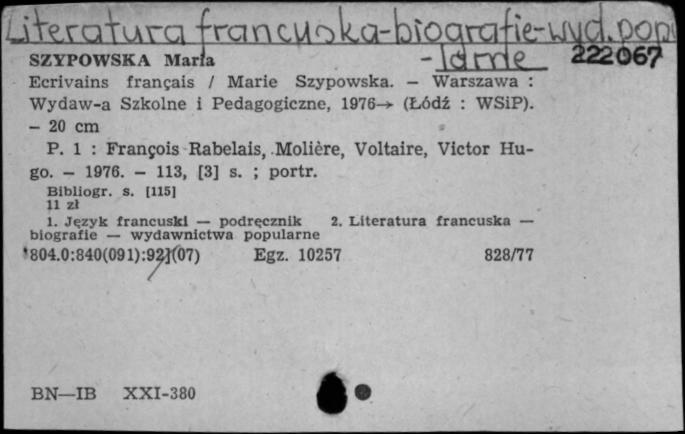 Literatura francuska-biografie-wyd. popu
-larne 222067
SZYPOWSKA Maria
Ecrivains français / Marie Szypowska. — Warszawa :
Wydaw-a Szkolne i Pedagogiczne, 1976→ (Łódź : WSiP).
— 20 cm
P. 1 : François Rabelais, Molière, Voltaire, Victor Hu-
go. — 1976. — 113, [3] s. ; portr.
Bibliogr. s. [115]
11 zł
1. Język francuski — podręcznik 2. Literatura francuska —
biografie — wydawnictwa popularne
804.0:840(091):92](07) Egz. 10257 828/77
BN—IB XXI-380